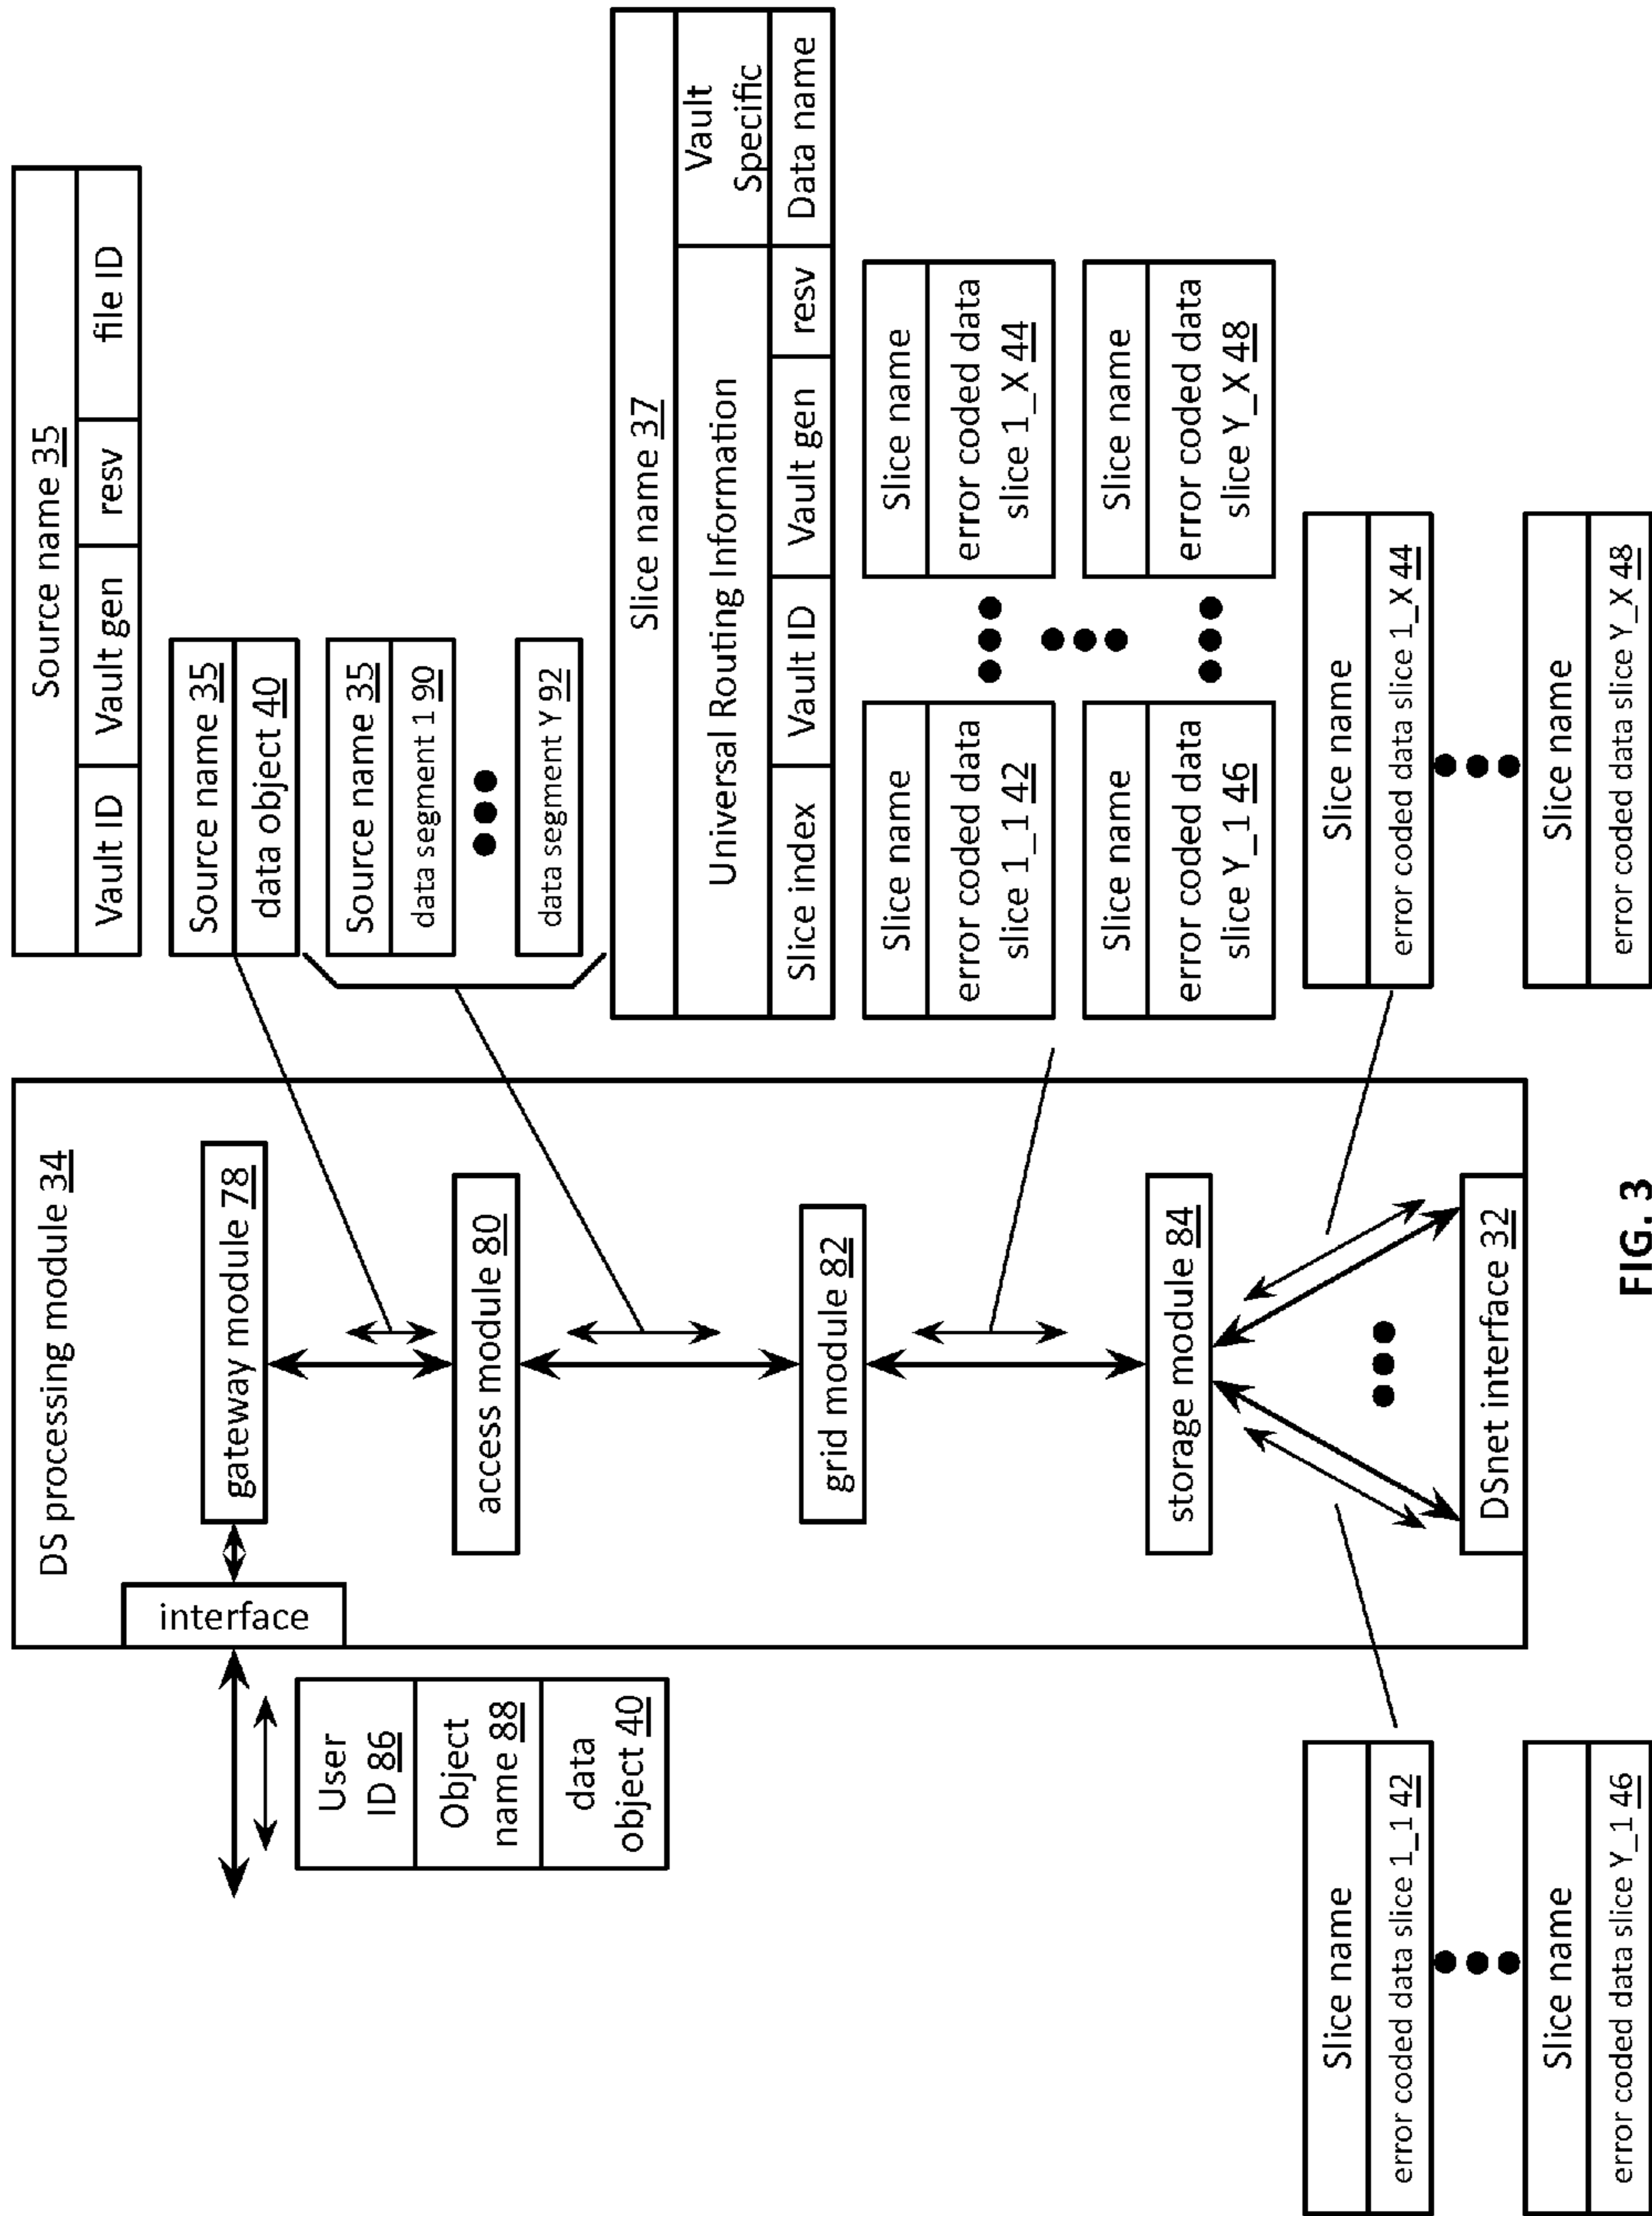 DS processing module 34
interface
gateway module 78
access module 80
grid module 82
storage module 84
DSnet interface 32
User
ID 86
Object
name 88
data
object 40
Source name 35
Vault ID
Vault gen
resv
file ID
Source name 35
data object 40
Source name 35
data segment 1 90
data segment Y 92
Slice name 37
Universal Routing Information
Vault
Specific
Slice index
Vault ID
Vault gen
resv
Data name
Slice name
error coded data
slice 1_1 42
Slice name
error coded data
slice 1_X 44
Slice name
error coded data
slice Y_1 46
Slice name
error coded data
slice Y_X 48
Slice name
error coded data slice 1_1 42
Slice name
error coded data slice Y_1 46
Slice name
error coded data slice 1_X 44
Slice name
error coded data slice Y_X 48
FIG. 3